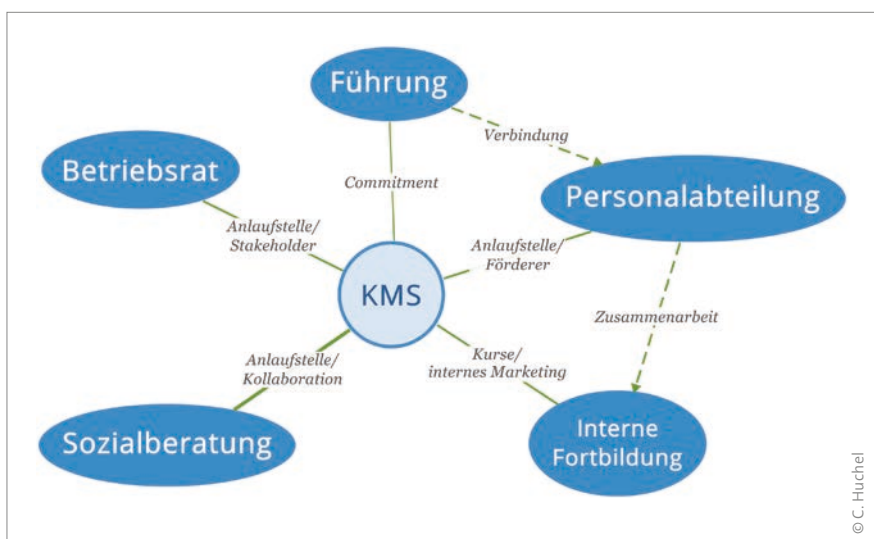 Führung
Verbindung
Betriebsrat
Commitment
Personalabteilung
Anlaufstelle/
Stakeholder
Anlaufstelle/
Förderer
KMS
Zusammenarbeit
Anlaufstelle/
Kollaboration
Kurse/
internes Marketing
Sozialberatung
Interne
Fortbildung
© C. Huchel